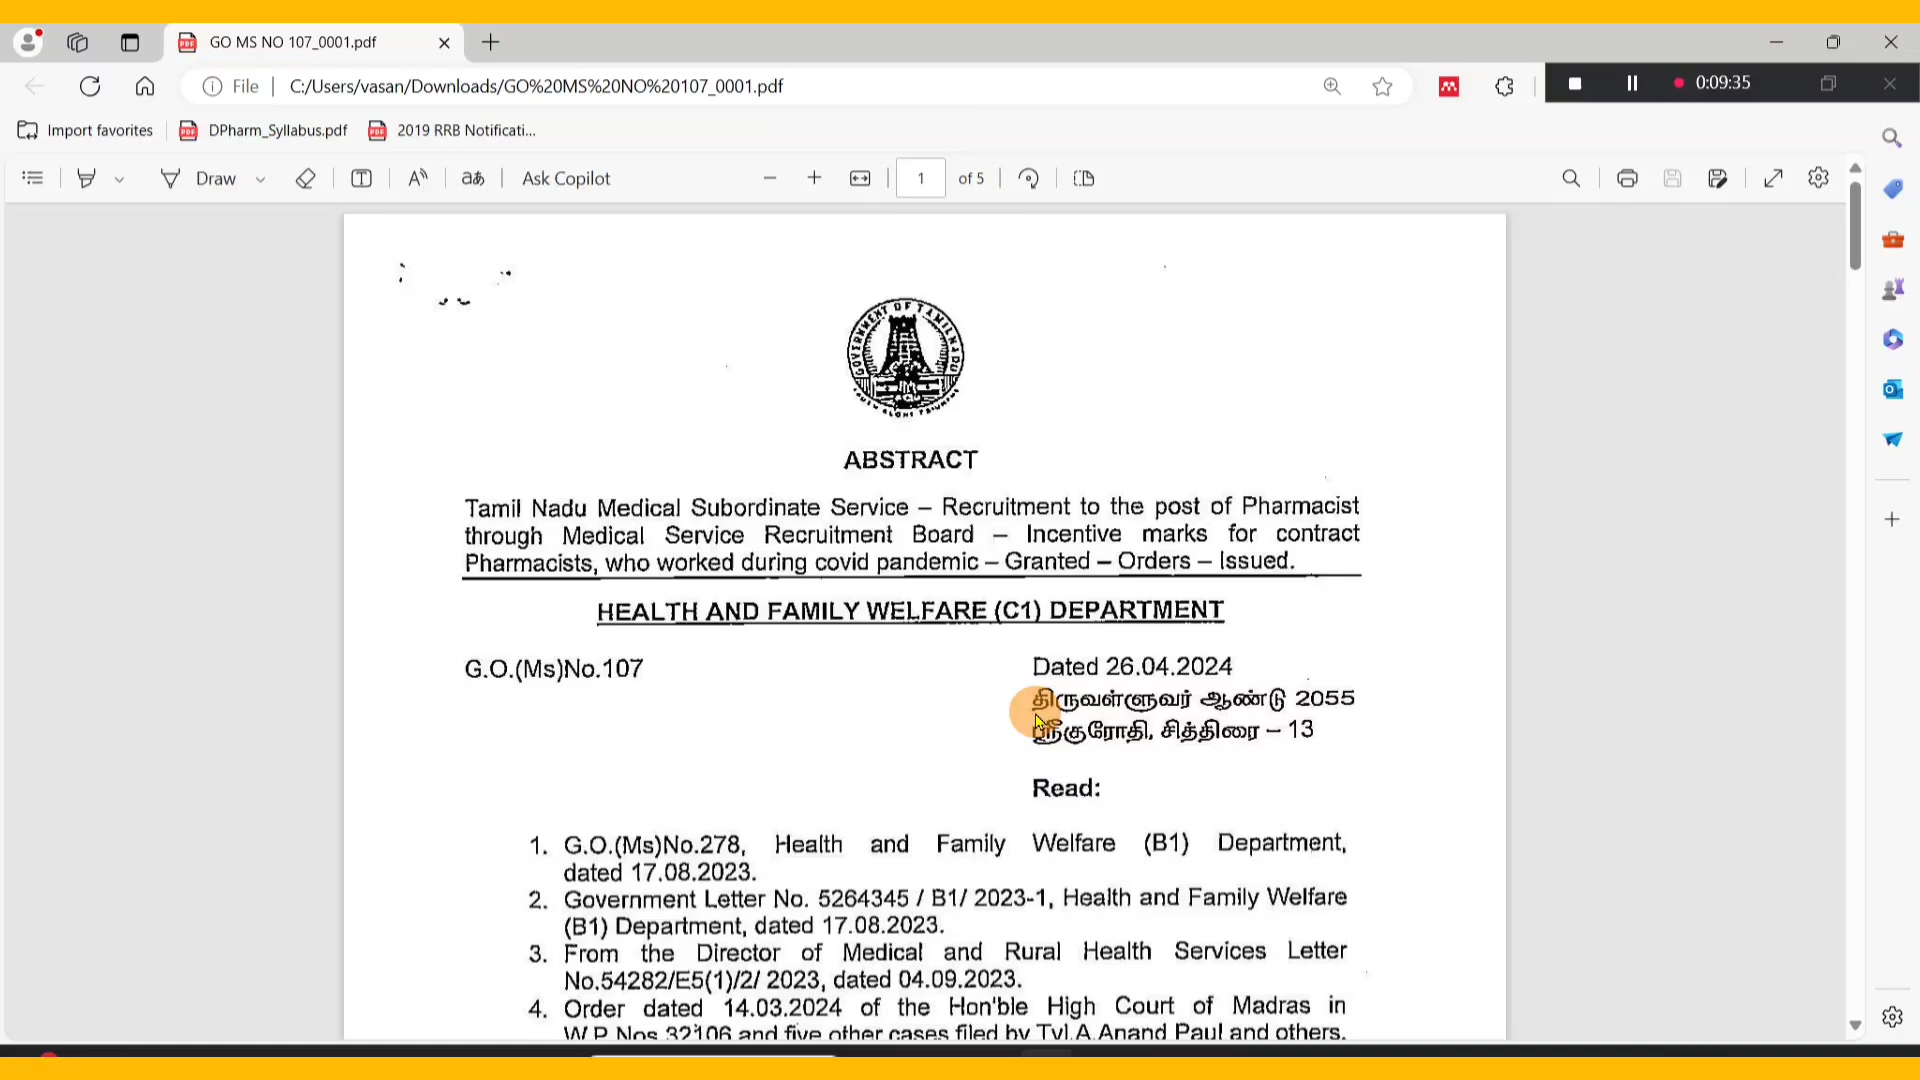 GO MS NO 107_0001.pdf
File
C:/Users/vasan/Downloads/GO%20MS%20NO%20107_0001.pdf
0:09:35
Import favorites
DPharm_Syllabus.pdf
2019 RRB Notificati...
Draw
Ask Copilot
1 of 5
GOVERNMENT OF TAMILNADU
ABSTRACT
Tamil Nadu Medical Subordinate Service – Recruitment to the post of Pharmacist
through Medical Service Recruitment Board – Incentive marks for contract
Pharmacists, who worked during covid pandemic – Granted – Orders – Issued.
HEALTH AND FAMILY WELFARE (C1) DEPARTMENT
G.O.(Ms)No.107
Dated 26.04.2024
திருவள்ளுவர் ஆண்டு 2055
ஸ்ரீகுரோதி, சித்திரை – 13
Read:
1. G.O.(Ms)No.278, Health and Family Welfare (B1) Department,
dated 17.08.2023.
2. Government Letter No. 5264345 / B1/ 2023-1, Health and Family Welfare
(B1) Department, dated 17.08.2023.
3. From the Director of Medical and Rural Health Services Letter
No.54282/E5(1)/2/ 2023, dated 04.09.2023.
4. Order dated 14.03.2024 of the Hon'ble High Court of Madras in
W.P. Nos 32106 and five other cases filed by Tvl.A.Anand Paul and others.